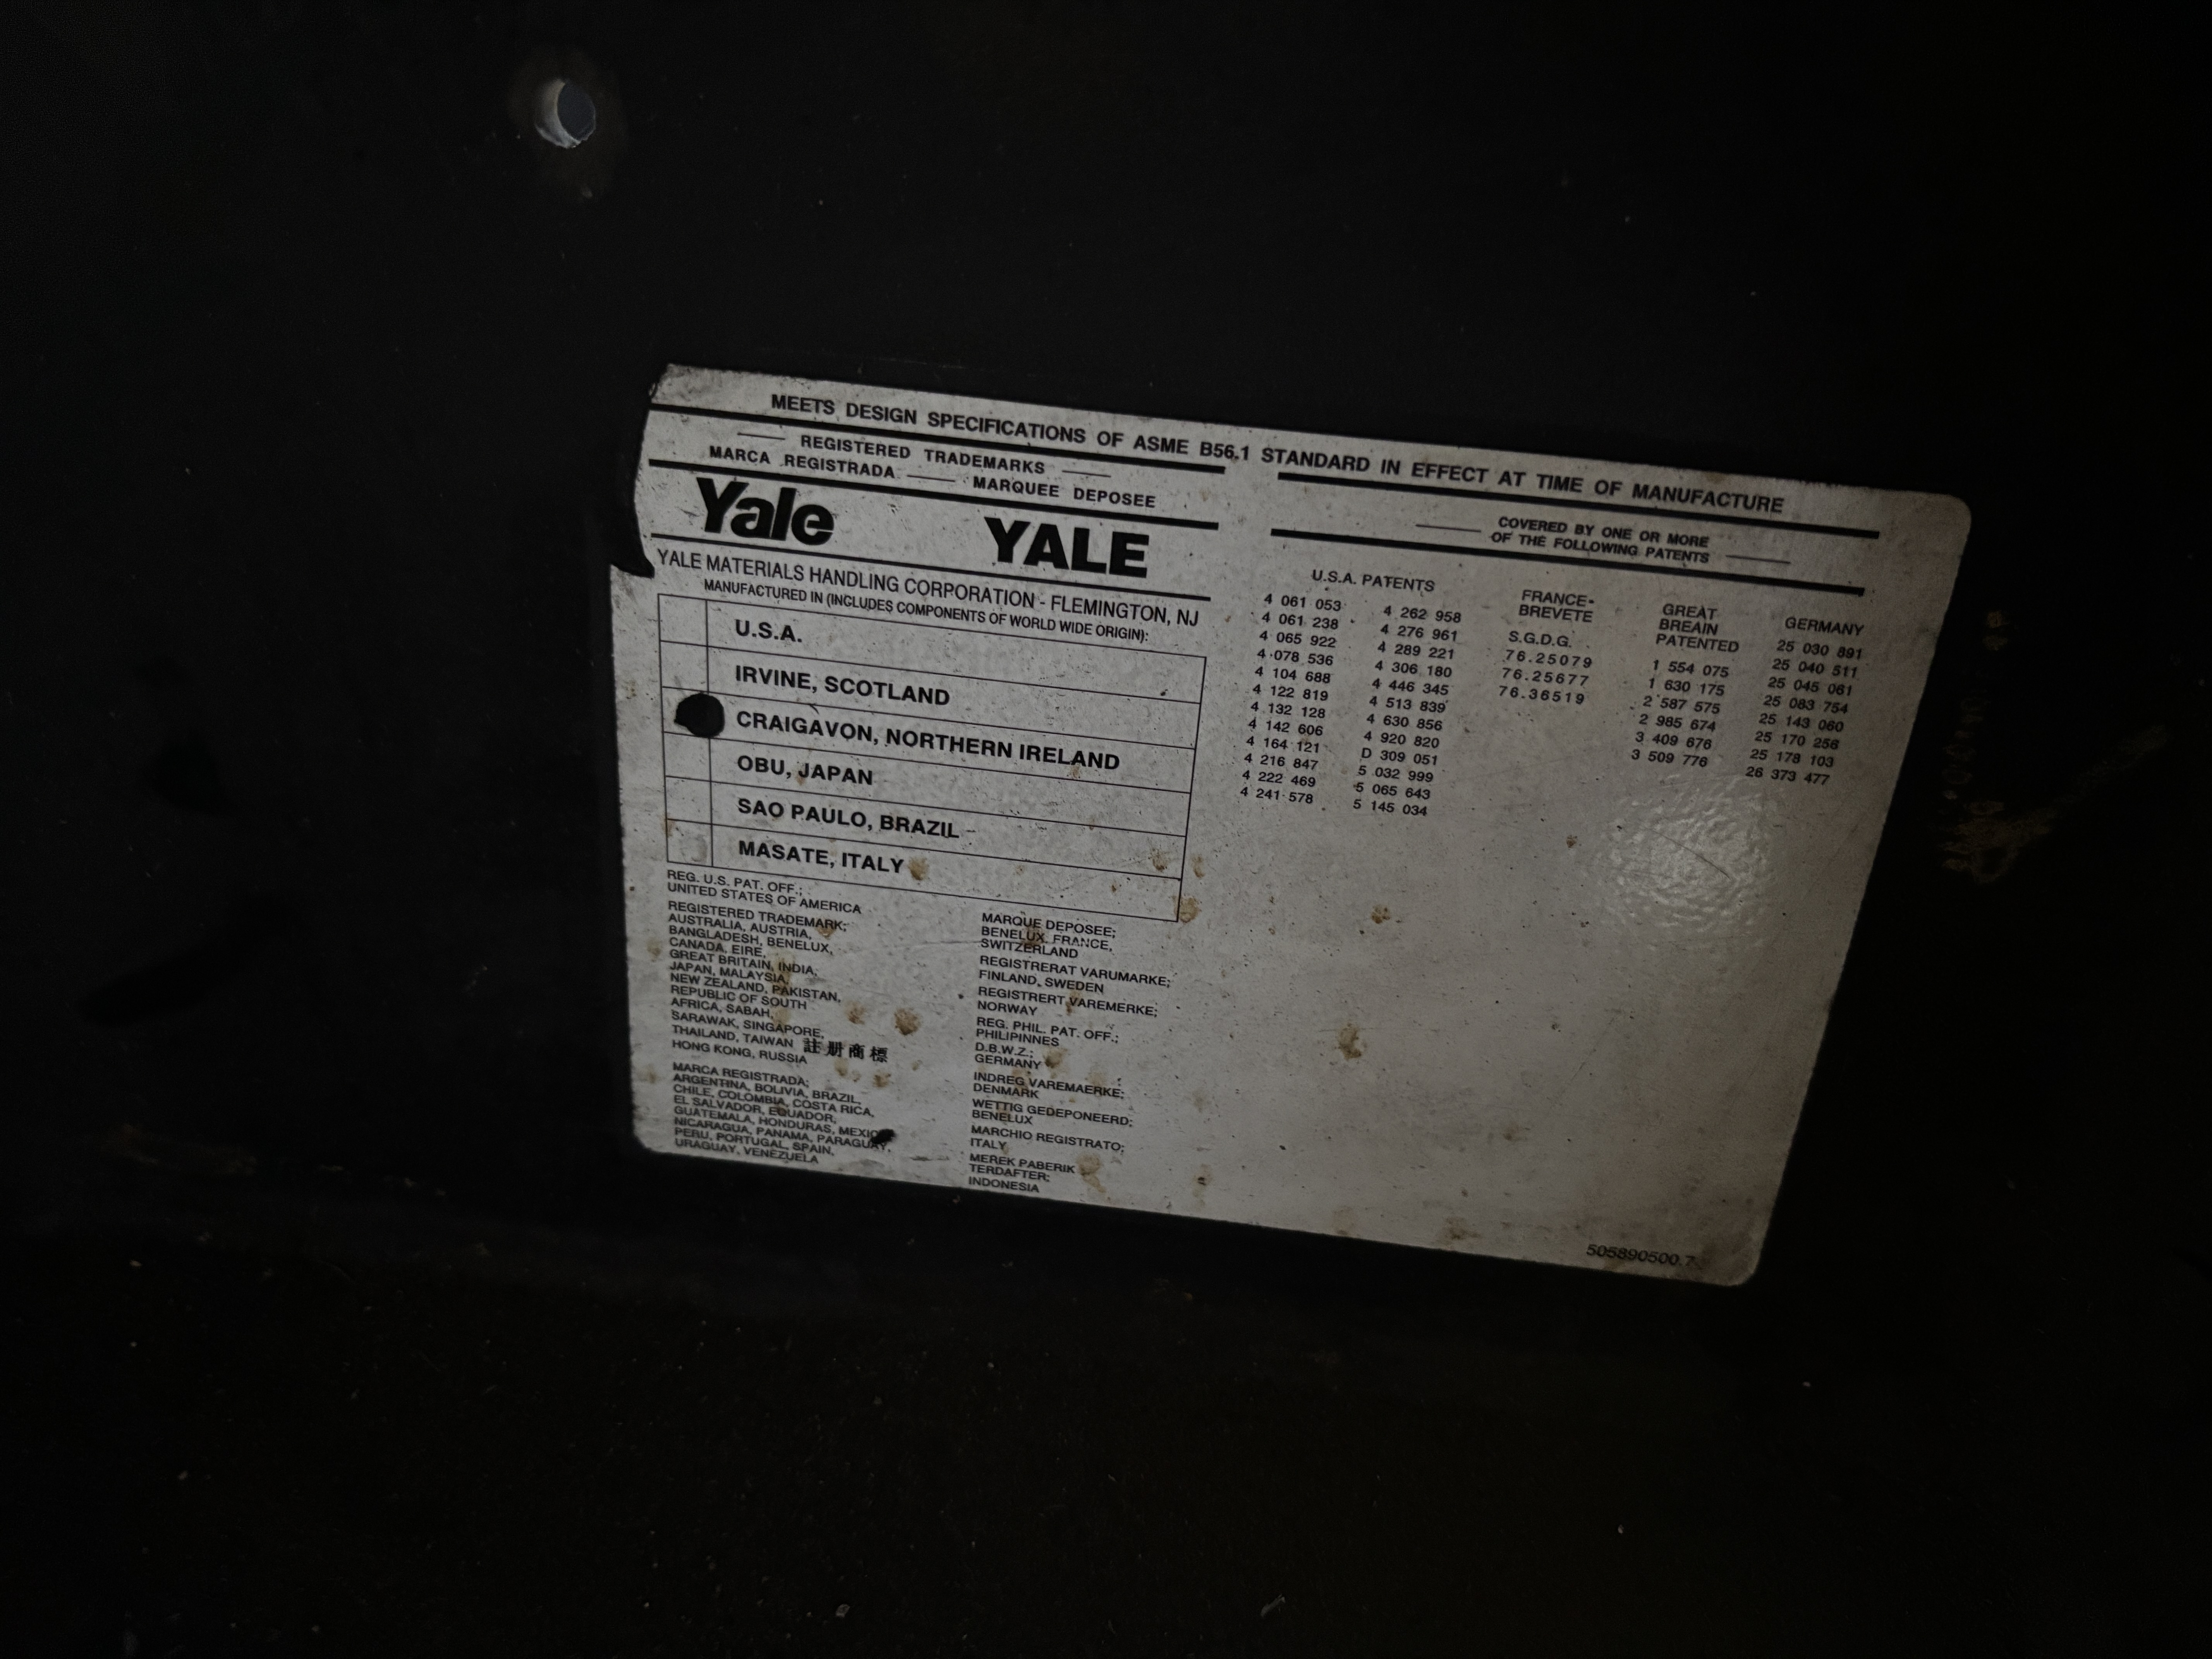 MEETS DESIGN SPECIFICATIONS OF ASME B56.1 STANDARD IN EFFECT AT TIME OF MANUFACTURE
REGISTERED TRADEMARKS
MARCA REGISTRADA MARQUEE DEPOSEE
Yale YALE
YALE MATERIALS HANDLING CORPORATION - FLEMINGTON, NJ
MANUFACTURED IN (INCLUDES COMPONENTS OF WORLD WIDE ORIGIN):
U.S.A.
IRVINE, SCOTLAND
CRAIGAVON, NORTHERN IRELAND
OBU, JAPAN
SAO PAULO, BRAZIL
MASATE, ITALY
REG. U.S. PAT. OFF.;
UNITED STATES OF AMERICA
REGISTERED TRADEMARK;
AUSTRALIA, AUSTRIA,
BANGLADESH, BENELUX,
CANADA, EIRE,
GREAT BRITAIN, INDIA,
JAPAN, MALAYSIA,
NEW ZEALAND, PAKISTAN,
REPUBLIC OF SOUTH
AFRICA, SABAH,
SARAWAK, SINGAPORE,
THAILAND, TAIWAN 註册商標
HONG KONG, RUSSIA
MARCA REGISTRADA;
ARGENTINA, BOLIVIA, BRAZIL,
CHILE, COLOMBIA, COSTA RICA,
EL SALVADOR, EQUADOR,
GUATEMALA, HONDURAS, MEXICO
NICARAGUA, PANAMA, PARAGUAY,
PERU, PORTUGAL, SPAIN,
URAGUAY, VENEZUELA
MARQUE DEPOSEE;
BENELUX, FRANCE,
SWITZERLAND
REGISTRERAT VARUMARKE;
FINLAND, SWEDEN
REGISTRERT VAREMERKE;
NORWAY
REG. PHIL. PAT. OFF.;
PHILIPINNES
D.B.W.Z.;
GERMANY
INDREG VAREMAERKE;
DENMARK
WETTIG GEDEPONEERD;
BENELUX
MARCHIO REGISTRATO;
ITALY
MEREK PABERIK
TERDAFTER;
INDONESIA
COVERED BY ONE OR MORE
OF THE FOLLOWING PATENTS
U.S.A. PATENTS
4 061 053
4 061 238
4 065 922
4 078 536
4 104 688
4 122 819
4 132 128
4 142 606
4 164 121
4 216 847
4 222 469
4 241 578
4 262 958
4 276 961
4 289 221
4 306 180
4 446 345
4 513 839
4 630 856
4 920 820
D 309 051
5 032 999
5 065 643
5 145 034
FRANCE-
BREVETE
S.G.D.G.
76.25079
76.25677
76.36519
GREAT
BREAIN
PATENTED
1 554 075
1 630 175
2 587 575
2 985 674
3 409 676
3 509 776
GERMANY
25 030 891
25 040 511
25 045 061
25 083 754
25 143 060
25 170 258
25 178 103
26 373 477
505890500.7